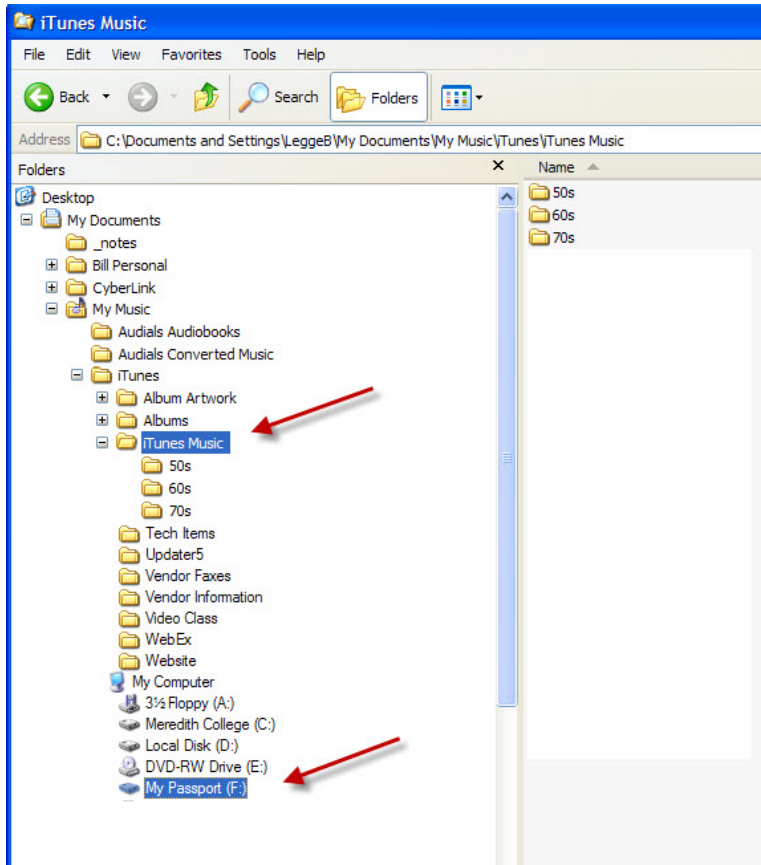 iTunes Music
File Edit View Favorites Tools Help
Back Search Folders
Address C:\Documents and Settings\LeggeB\My Documents\My Music\iTunes\iTunes Music
Folders x Name
Desktop
My Documents
_notes
Bill Personal
CyberLink
My Music
Audials Audiobooks
Audials Converted Music
iTunes
Album Artwork
Albums
iTunes Music
50s
60s
70s
Tech Items
Updater5
Vendor Faxes
Vendor Information
Video Class
WebEx
Website
My Computer
3½ Floppy (A:)
Meredith College (C:)
Local Disk (D:)
DVD-RW Drive (E:)
My Passport (F:)
50s
60s
70s